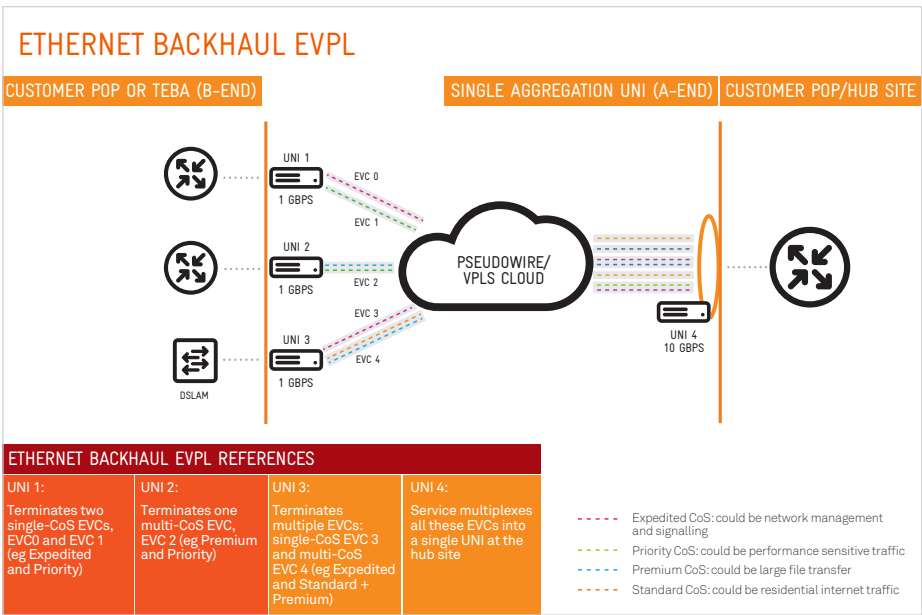 ETHERNET BACKHAUL EVPL
CUSTOMER POP OR TEBA (B-END)
SINGLE AGGREGATION UNI (A-END)
CUSTOMER POP/HUB SITE
UNI 1
1 GBPS
EVC 0
EVC 1
UNI 2
1 GBPS
EVC 2
UNI 3
1 GBPS
EVC 3
EVC 4
DSLAM
PSEUDOWIRE/
VPLS CLOUD
UNI 4
10 GBPS
ETHERNET BACKHAUL EVPL REFERENCES
UNI 1:
Terminates two
single-CoS EVCs,
EVC0 and EVC 1
(eg Expedited
and Priority)
UNI 2:
Terminates one
multi-CoS EVC,
EVC 2 (eg Premium
and Priority)
UNI 3:
Terminates
multiple EVCs:
single-CoS EVC 3
and multi-CoS
EVC 4 (eg Expedited
and Standard +
Premium)
UNI 4:
Service multiplexes
all these EVCs into
a single UNI at the
hub site
Expedited CoS: could be network management
and signalling
Priority CoS: could be performance sensitive traffic
Premium CoS: could be large file transfer
Standard CoS: could be residential internet traffic